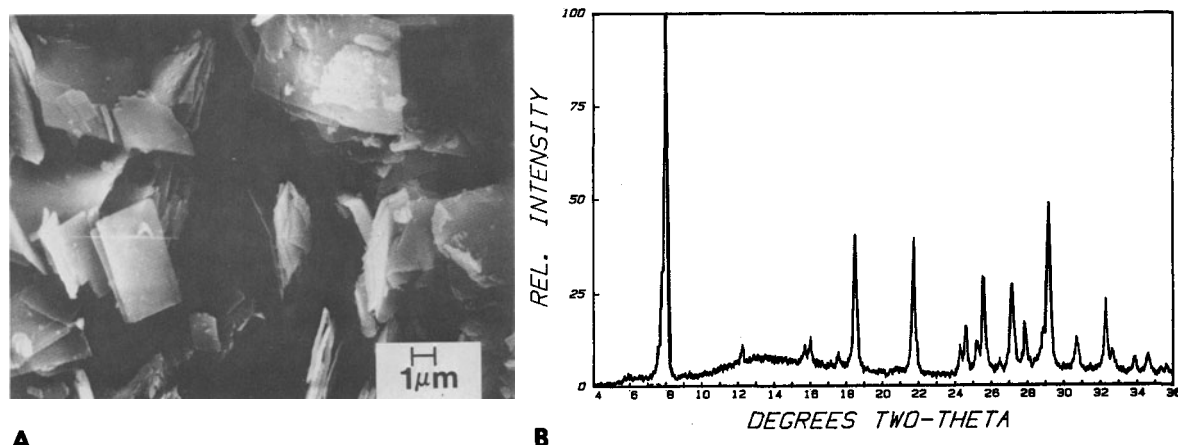 1μm
A
REL. INTENSITY
100
75
50
25
0
4 6 8 10 12 14 16 18 20 22 24 26 28 30 32 34 36
DEGREES TWO-THETA
B